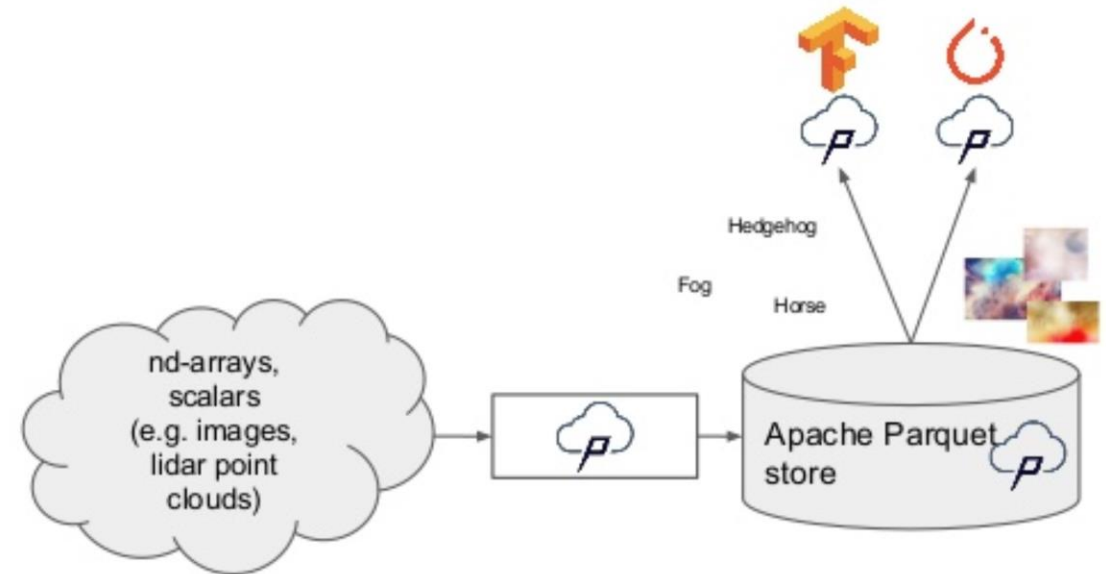 Hedgehog
Fog
Horse
nd-arrays,
scalars
(e.g. images,
lidar point
clouds)
Apache Parquet
store